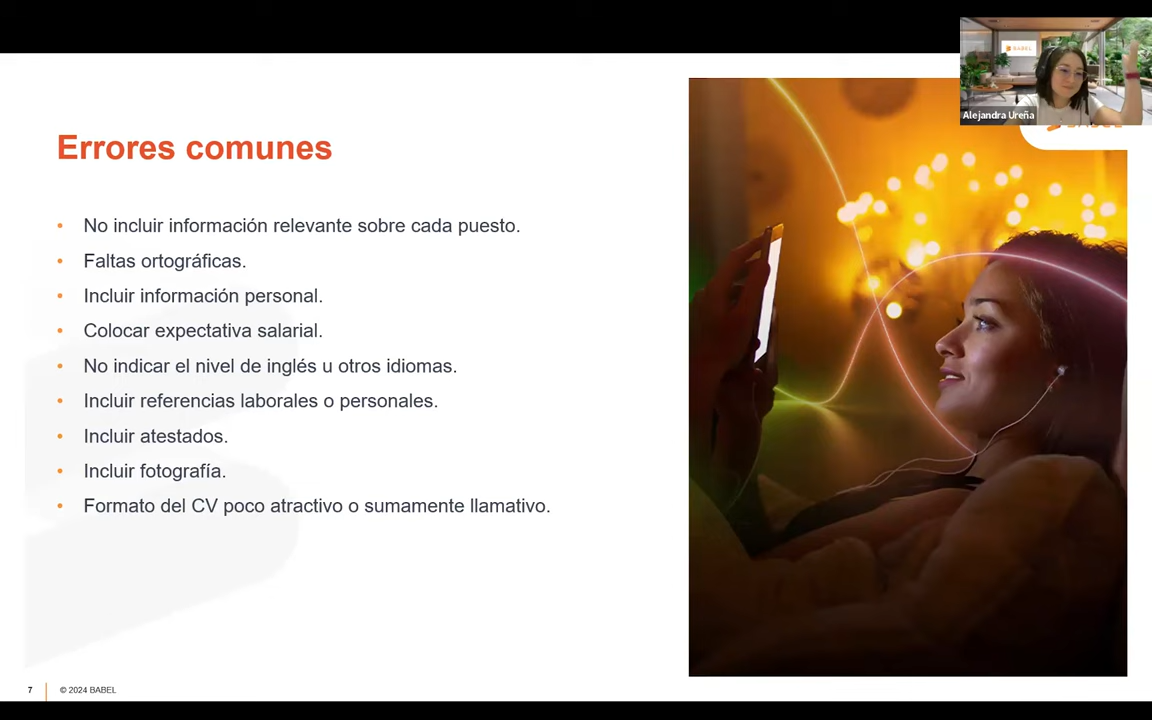 BABEL
Alejandra Ureña
Errores comunes
• No incluir información relevante sobre cada puesto.
• Faltas ortográficas.
• Incluir información personal.
• Colocar expectativa salarial.
• No indicar el nivel de inglés u otros idiomas.
• Incluir referencias laborales o personales.
• Incluir atestados.
• Incluir fotografía.
• Formato del CV poco atractivo o sumamente llamativo.
7
© 2024 BABEL